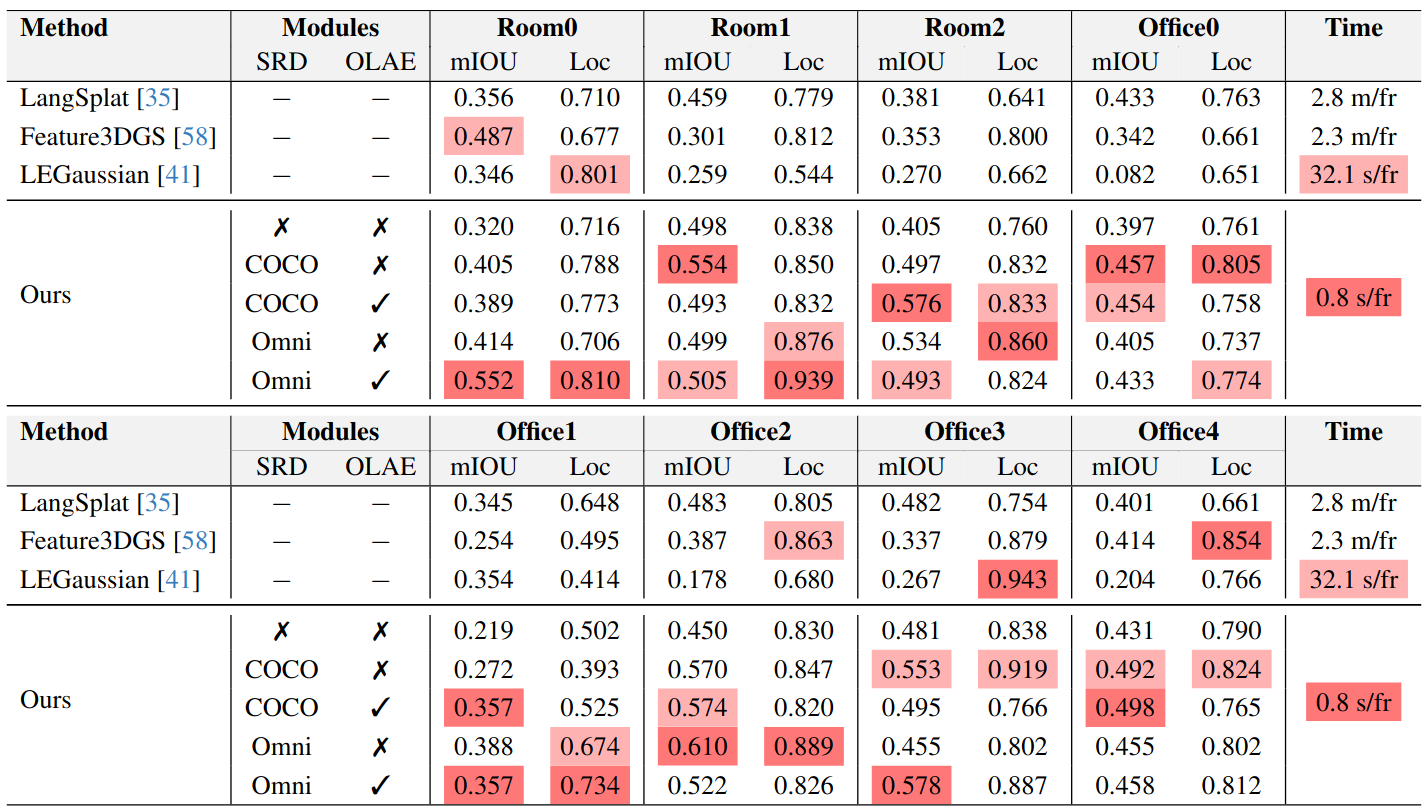 Method Modules Room0 Room1 Room2 Office0 Time
SRD OLAE mIOU Loc mIOU Loc mIOU Loc mIOU Loc
LangSplat [35] – – 0.356 0.710 0.459 0.779 0.381 0.641 0.433 0.763 2.8 m/fr
Feature3DGS [58] – – 0.487 0.677 0.301 0.812 0.353 0.800 0.342 0.661 2.3 m/fr
LEGaussian [41] – – 0.346 0.801 0.259 0.544 0.270 0.662 0.082 0.651 32.1 s/fr
✗ ✗ 0.320 0.716 0.498 0.838 0.405 0.760 0.397 0.761
COCO ✗ 0.405 0.788 0.554 0.850 0.497 0.832 0.457 0.805
Ours 0.8 s/fr
COCO ✓ 0.389 0.773 0.493 0.832 0.576 0.833 0.454 0.758
Omni ✗ 0.414 0.706 0.499 0.876 0.534 0.860 0.405 0.737
Omni ✓ 0.552 0.810 0.505 0.939 0.493 0.824 0.433 0.774
Method Modules Office1 Office2 Office3 Office4 Time
SRD OLAE mIOU Loc mIOU Loc mIOU Loc mIOU Loc
LangSplat [35] – – 0.345 0.648 0.483 0.805 0.482 0.754 0.401 0.661 2.8 m/fr
Feature3DGS [58] – – 0.254 0.495 0.387 0.863 0.337 0.879 0.414 0.854 2.3 m/fr
LEGaussian [41] – – 0.354 0.414 0.178 0.680 0.267 0.943 0.204 0.766 32.1 s/fr
✗ ✗ 0.219 0.502 0.450 0.830 0.481 0.838 0.431 0.790
COCO ✗ 0.272 0.393 0.570 0.847 0.553 0.919 0.492 0.824
Ours 0.8 s/fr
COCO ✓ 0.357 0.525 0.574 0.820 0.495 0.766 0.498 0.765
Omni ✗ 0.388 0.674 0.610 0.889 0.455 0.802 0.455 0.802
Omni ✓ 0.357 0.734 0.522 0.826 0.578 0.887 0.458 0.812